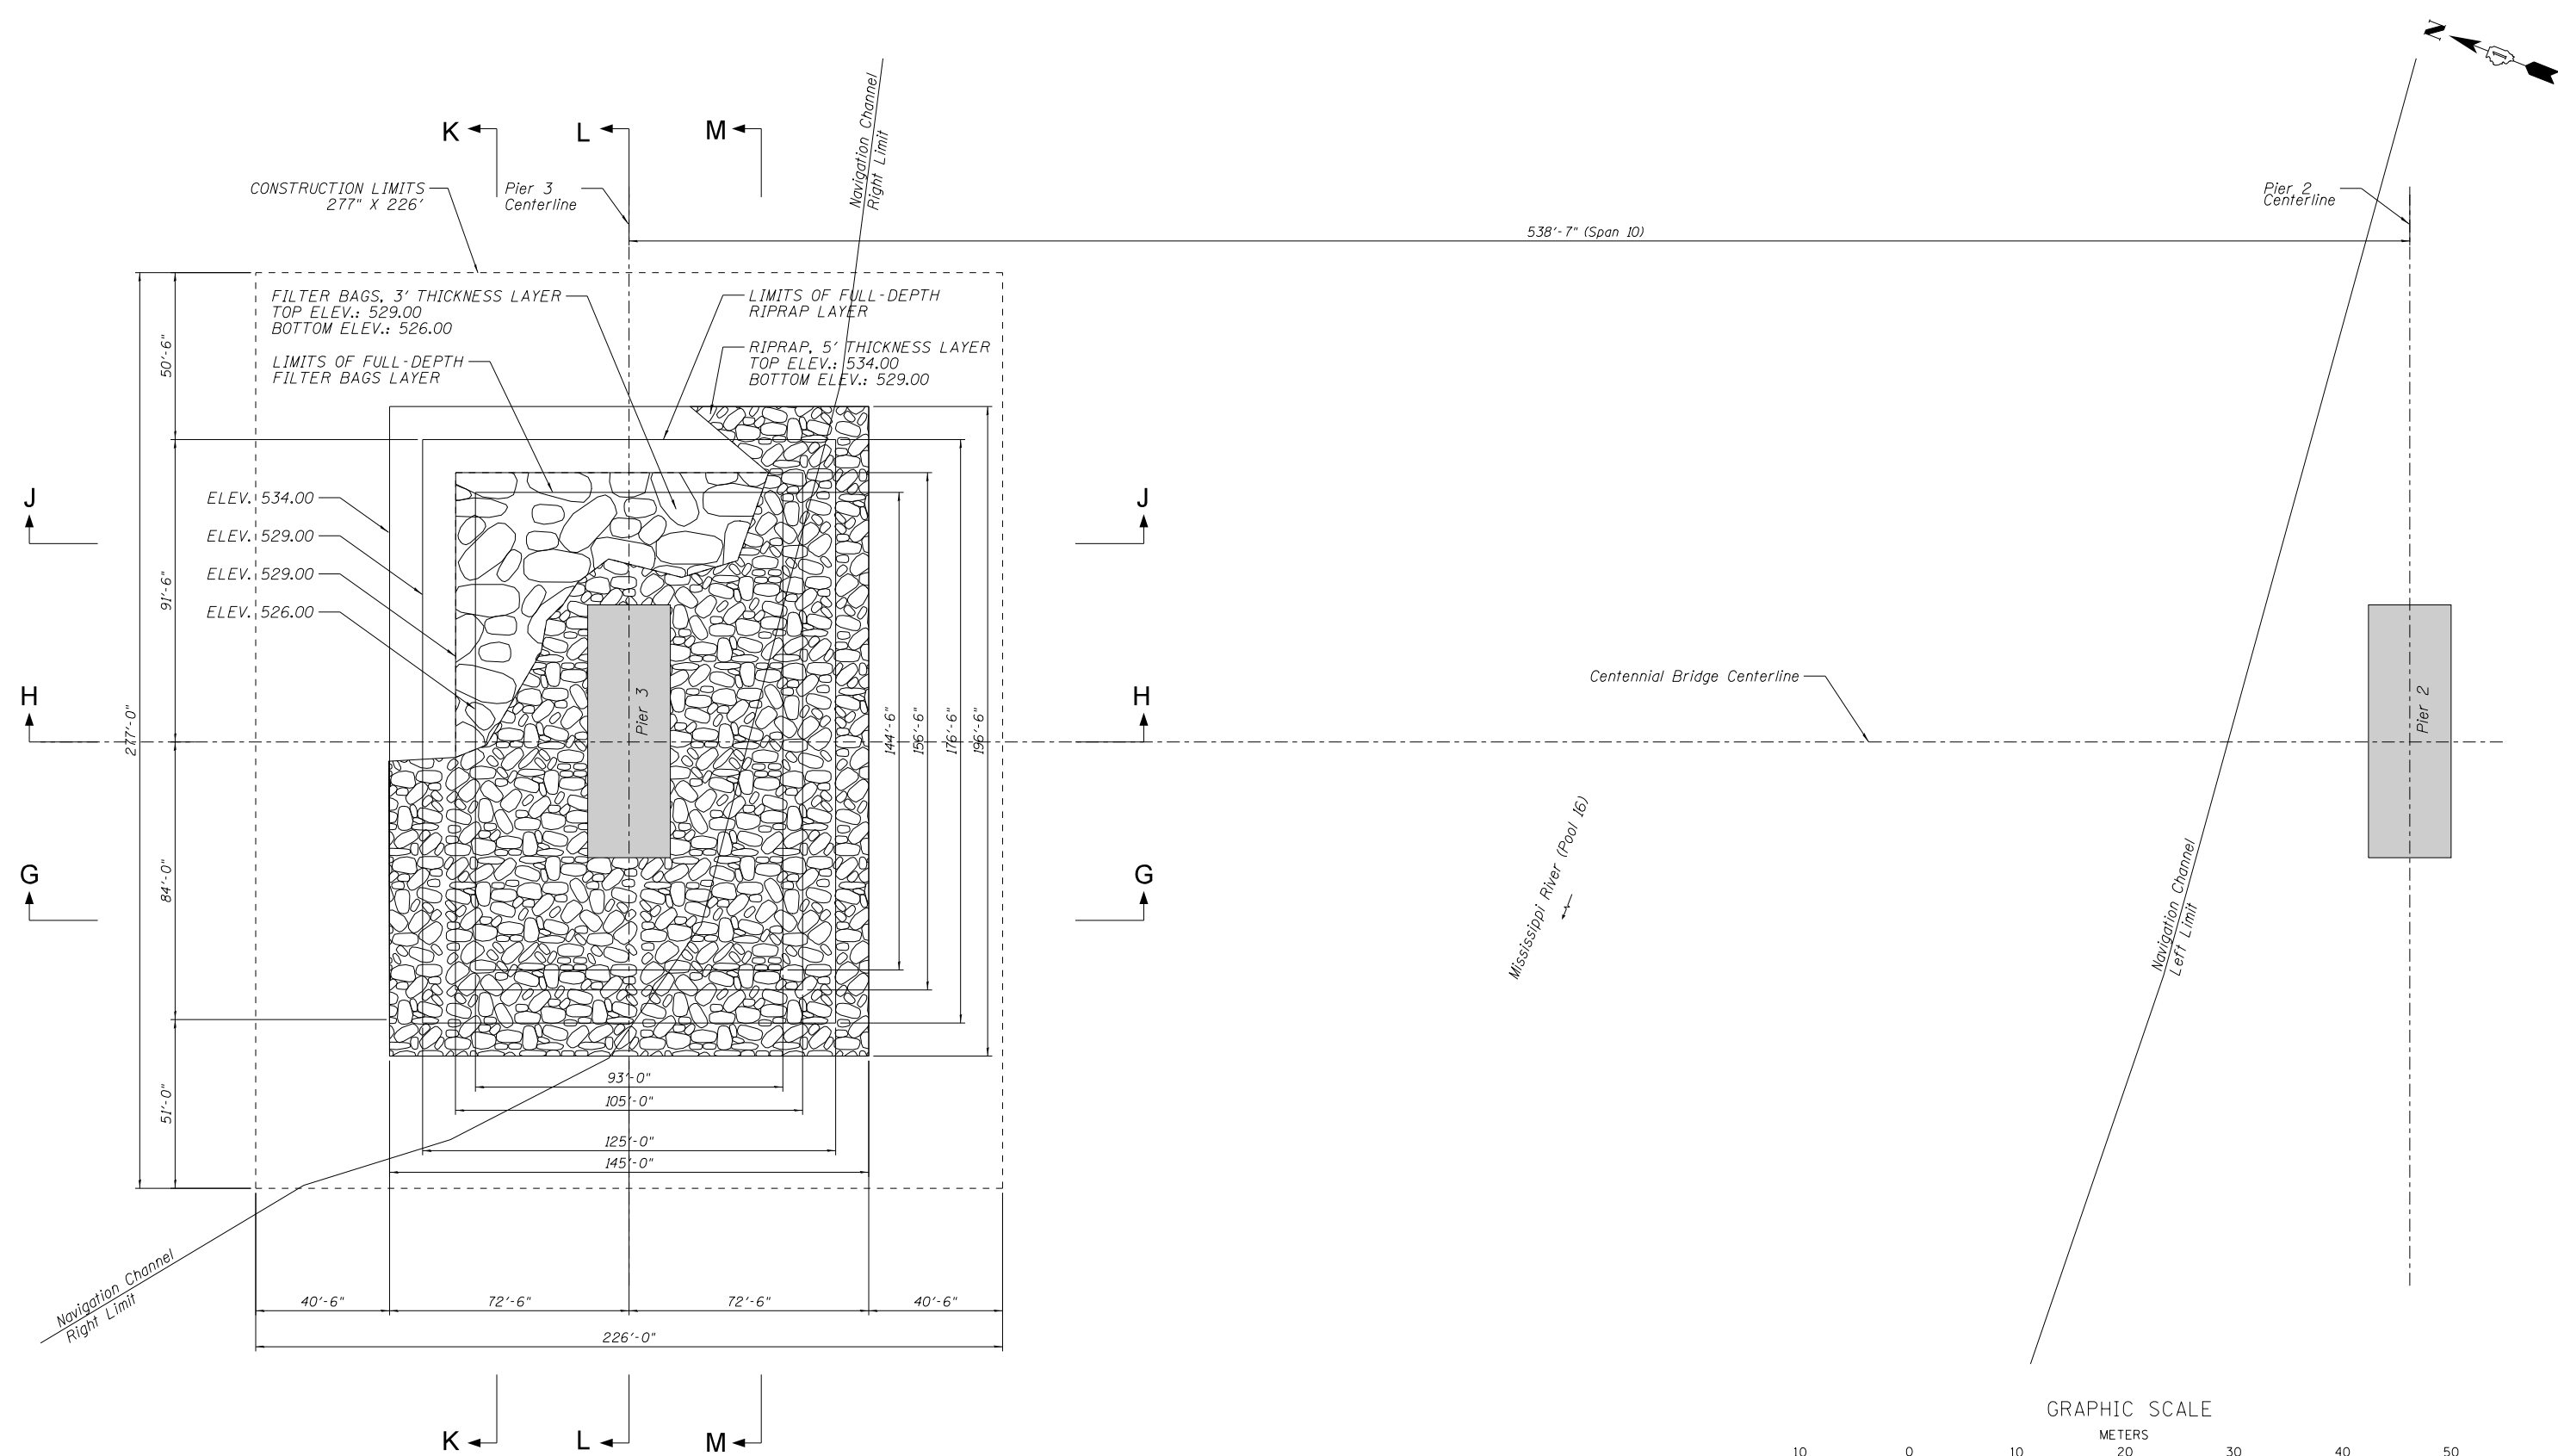 N
K
L
M
Navigation Channel
Right Limit
CONSTRUCTION LIMITS
277" X 226'
Pier 3
Centerline
Pier 2
Centerline
538'-7" (Span 10)
FILTER BAGS, 3' THICKNESS LAYER
TOP ELEV.: 529.00
BOTTOM ELEV.: 526.00
LIMITS OF FULL-DEPTH
RIPRAP LAYER
LIMITS OF FULL-DEPTH
FILTER BAGS LAYER
RIPRAP, 5' THICKNESS LAYER
TOP ELEV.: 534.00
BOTTOM ELEV.: 529.00
50'-6"
J
ELEV. 534.00
J
ELEV. 529.00
ELEV. 529.00
ELEV. 526.00
91'-6"
H
H
277'-0"
Pier 3
144'-6"
156'-6"
176'-6"
196'-6"
Centennial Bridge Centerline
Pier 2
G
G
84'-0"
Mississippi River (Pool 16)
Navigation Channel
Left Limit
51'-0"
93'-0"
105'-0"
125'-0"
145'-0"
Navigation Channel
Right Limit
40'-6"
72'-6"
72'-6"
40'-6"
226'-0"
K
L
M
GRAPHIC SCALE
METERS
10 0 10 20 30 40 50